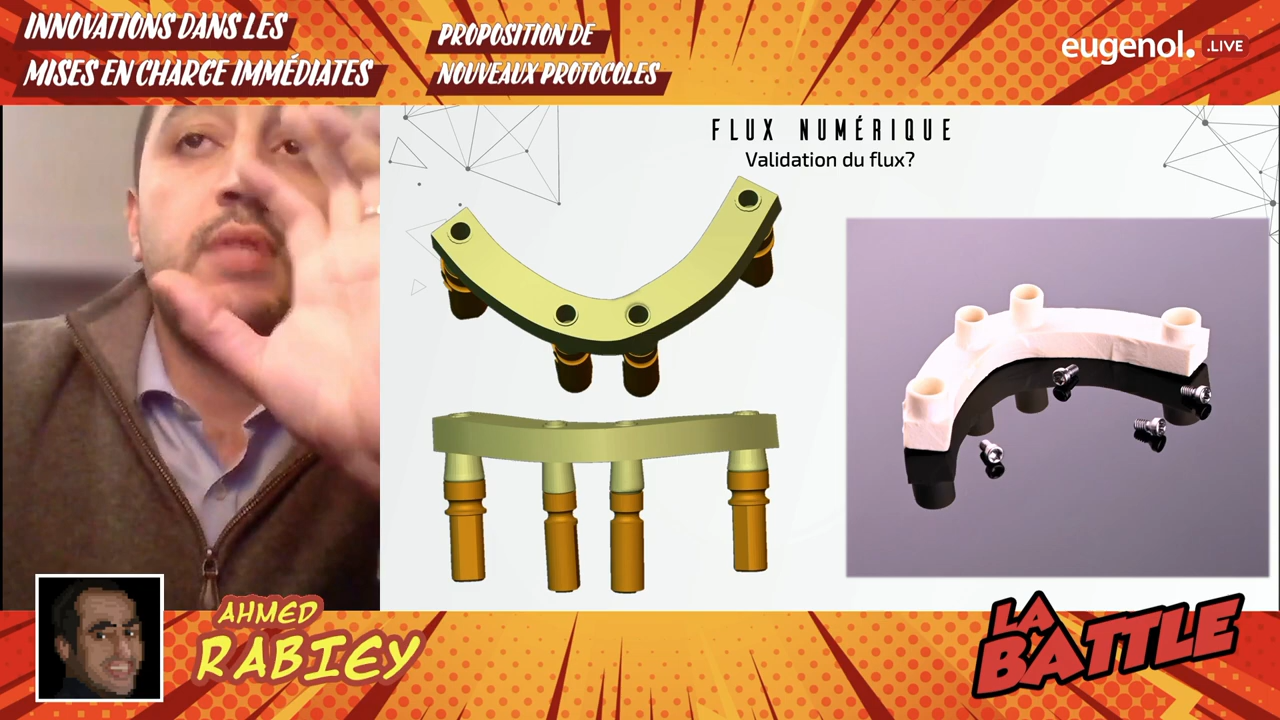 INNOVATIONS DANS LES
MISES EN CHARGE IMMÉDIATES
PROPOSITION DE
NOUVEAUX PROTOCOLES
eugenol. .LIVE
FLUX NUMÉRIQUE
Validation du flux?
AHMED
RABIEY
LA
BATTLE